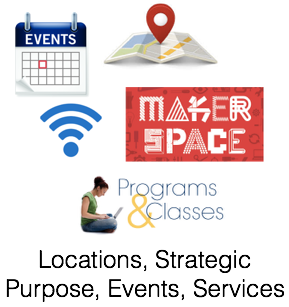 EVENTS
MAKER
SPACE
Programs
& Classes
Locations, Strategic
Purpose, Events, Services